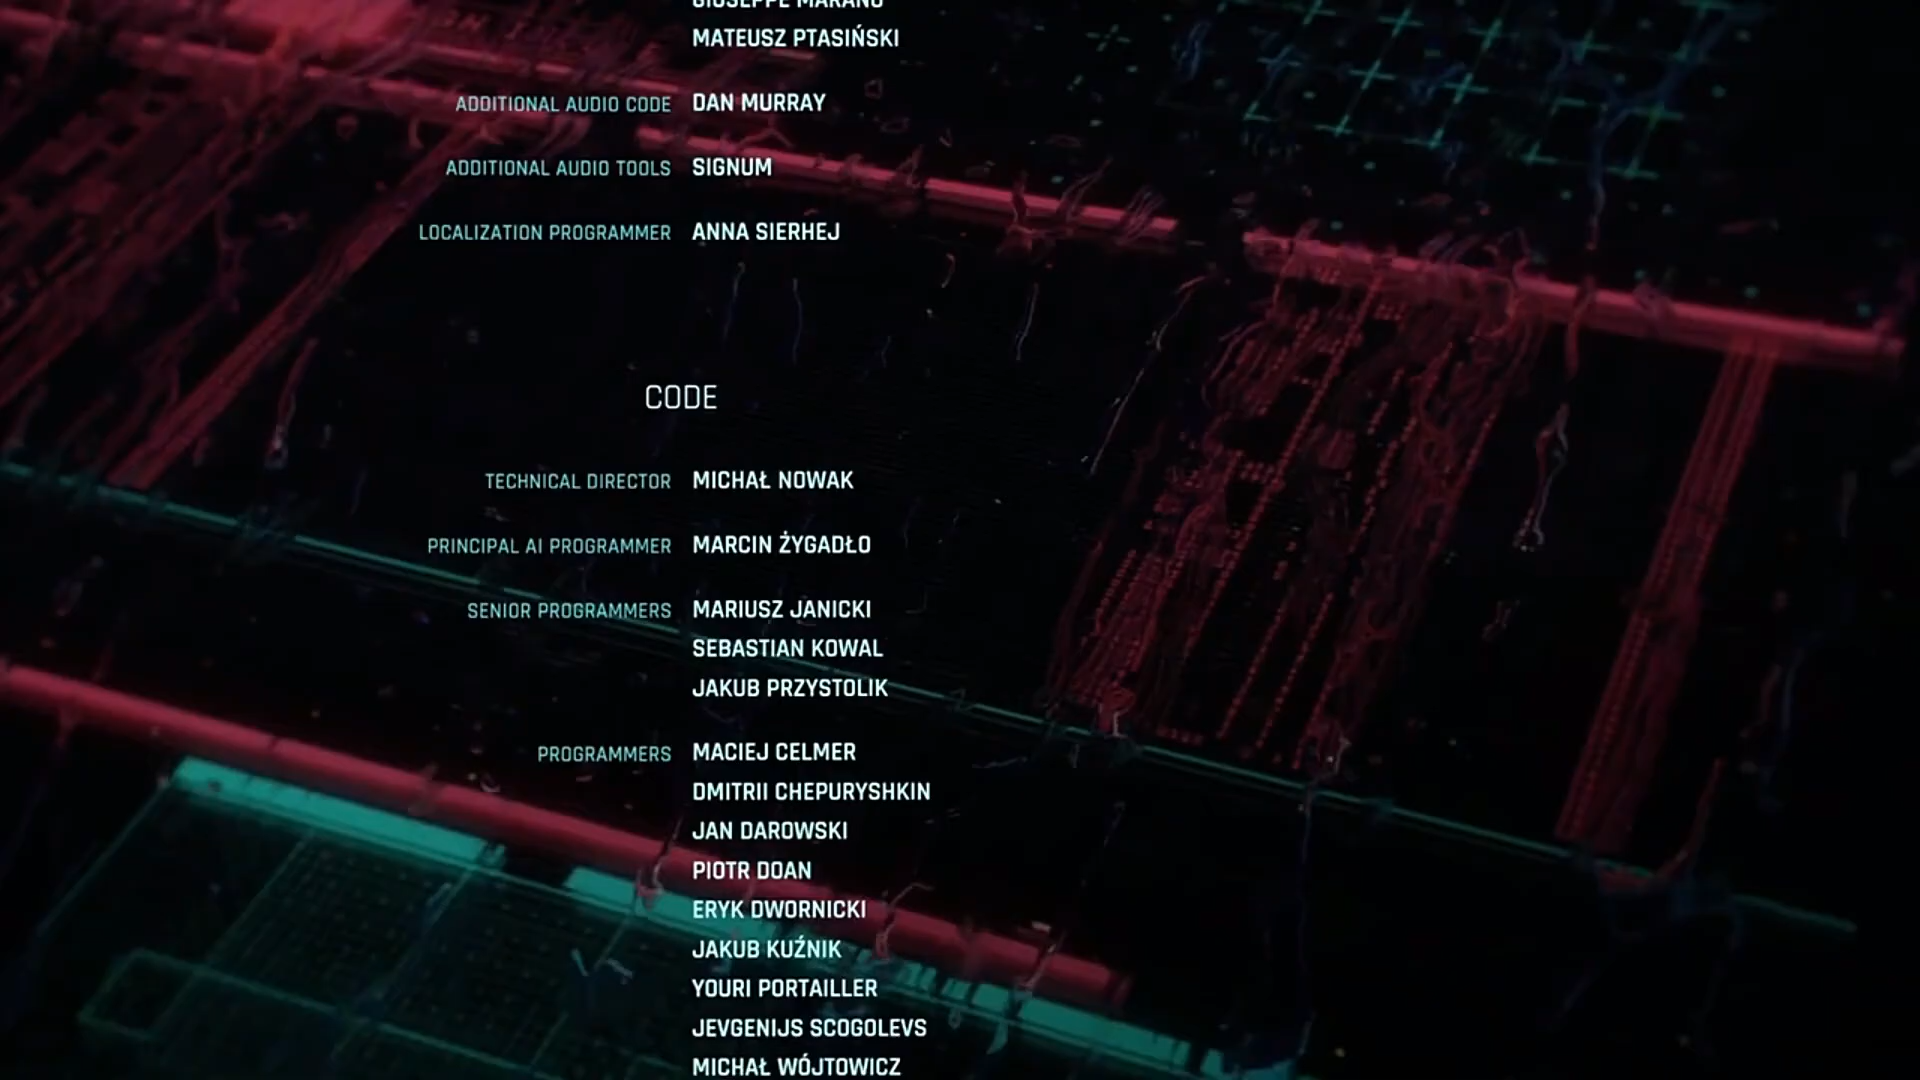 GIUSEPPE MARANO
MATEUSZ PTASIŃSKI
ADDITIONAL AUDIO CODE DAN MURRAY
ADDITIONAL AUDIO TOOLS SIGNUM
LOCALIZATION PROGRAMMER ANNA SIERHEJ
CODE
TECHNICAL DIRECTOR MICHAŁ NOWAK
PRINCIPAL AI PROGRAMMER MARCIN ŻYGADŁO
SENIOR PROGRAMMERS MARIUSZ JANICKI
SEBASTIAN KOWAL
JAKUB PRZYSTOLIK
PROGRAMMERS MACIEJ CELMER
DMITRII CHEPURYSHKIN
JAN DAROWSKI
PIOTR DOAN
ERYK DWORNICKI
JAKUB KUŹNIK
YOURI PORTAILLER
JEVGENIJS SCOGOLEVS
MICHAŁ WÓJTOWICZ